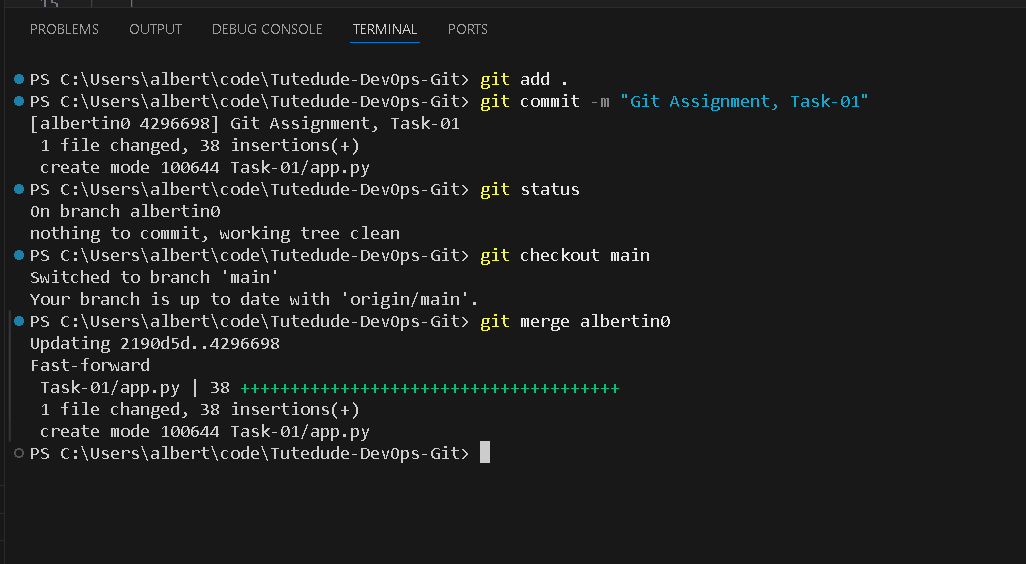 PROBLEMS OUTPUT DEBUG CONSOLE TERMINAL PORTS
PS C:\Users\albert\code\Tutedude-DevOps-Git> git add .
PS C:\Users\albert\code\Tutedude-DevOps-Git> git commit -m "Git Assignment, Task-01"
[albertin0 4296698] Git Assignment, Task-01
 1 file changed, 38 insertions(+)
 create mode 100644 Task-01/app.py
PS C:\Users\albert\code\Tutedude-DevOps-Git> git status
On branch albertin0
nothing to commit, working tree clean
PS C:\Users\albert\code\Tutedude-DevOps-Git> git checkout main
Switched to branch 'main'
Your branch is up to date with 'origin/main'.
PS C:\Users\albert\code\Tutedude-DevOps-Git> git merge albertin0
Updating 2190d5d..4296698
Fast-forward
 Task-01/app.py | 38 ++++++++++++++++++++++++++++++++++++++
 1 file changed, 38 insertions(+)
 create mode 100644 Task-01/app.py
PS C:\Users\albert\code\Tutedude-DevOps-Git>